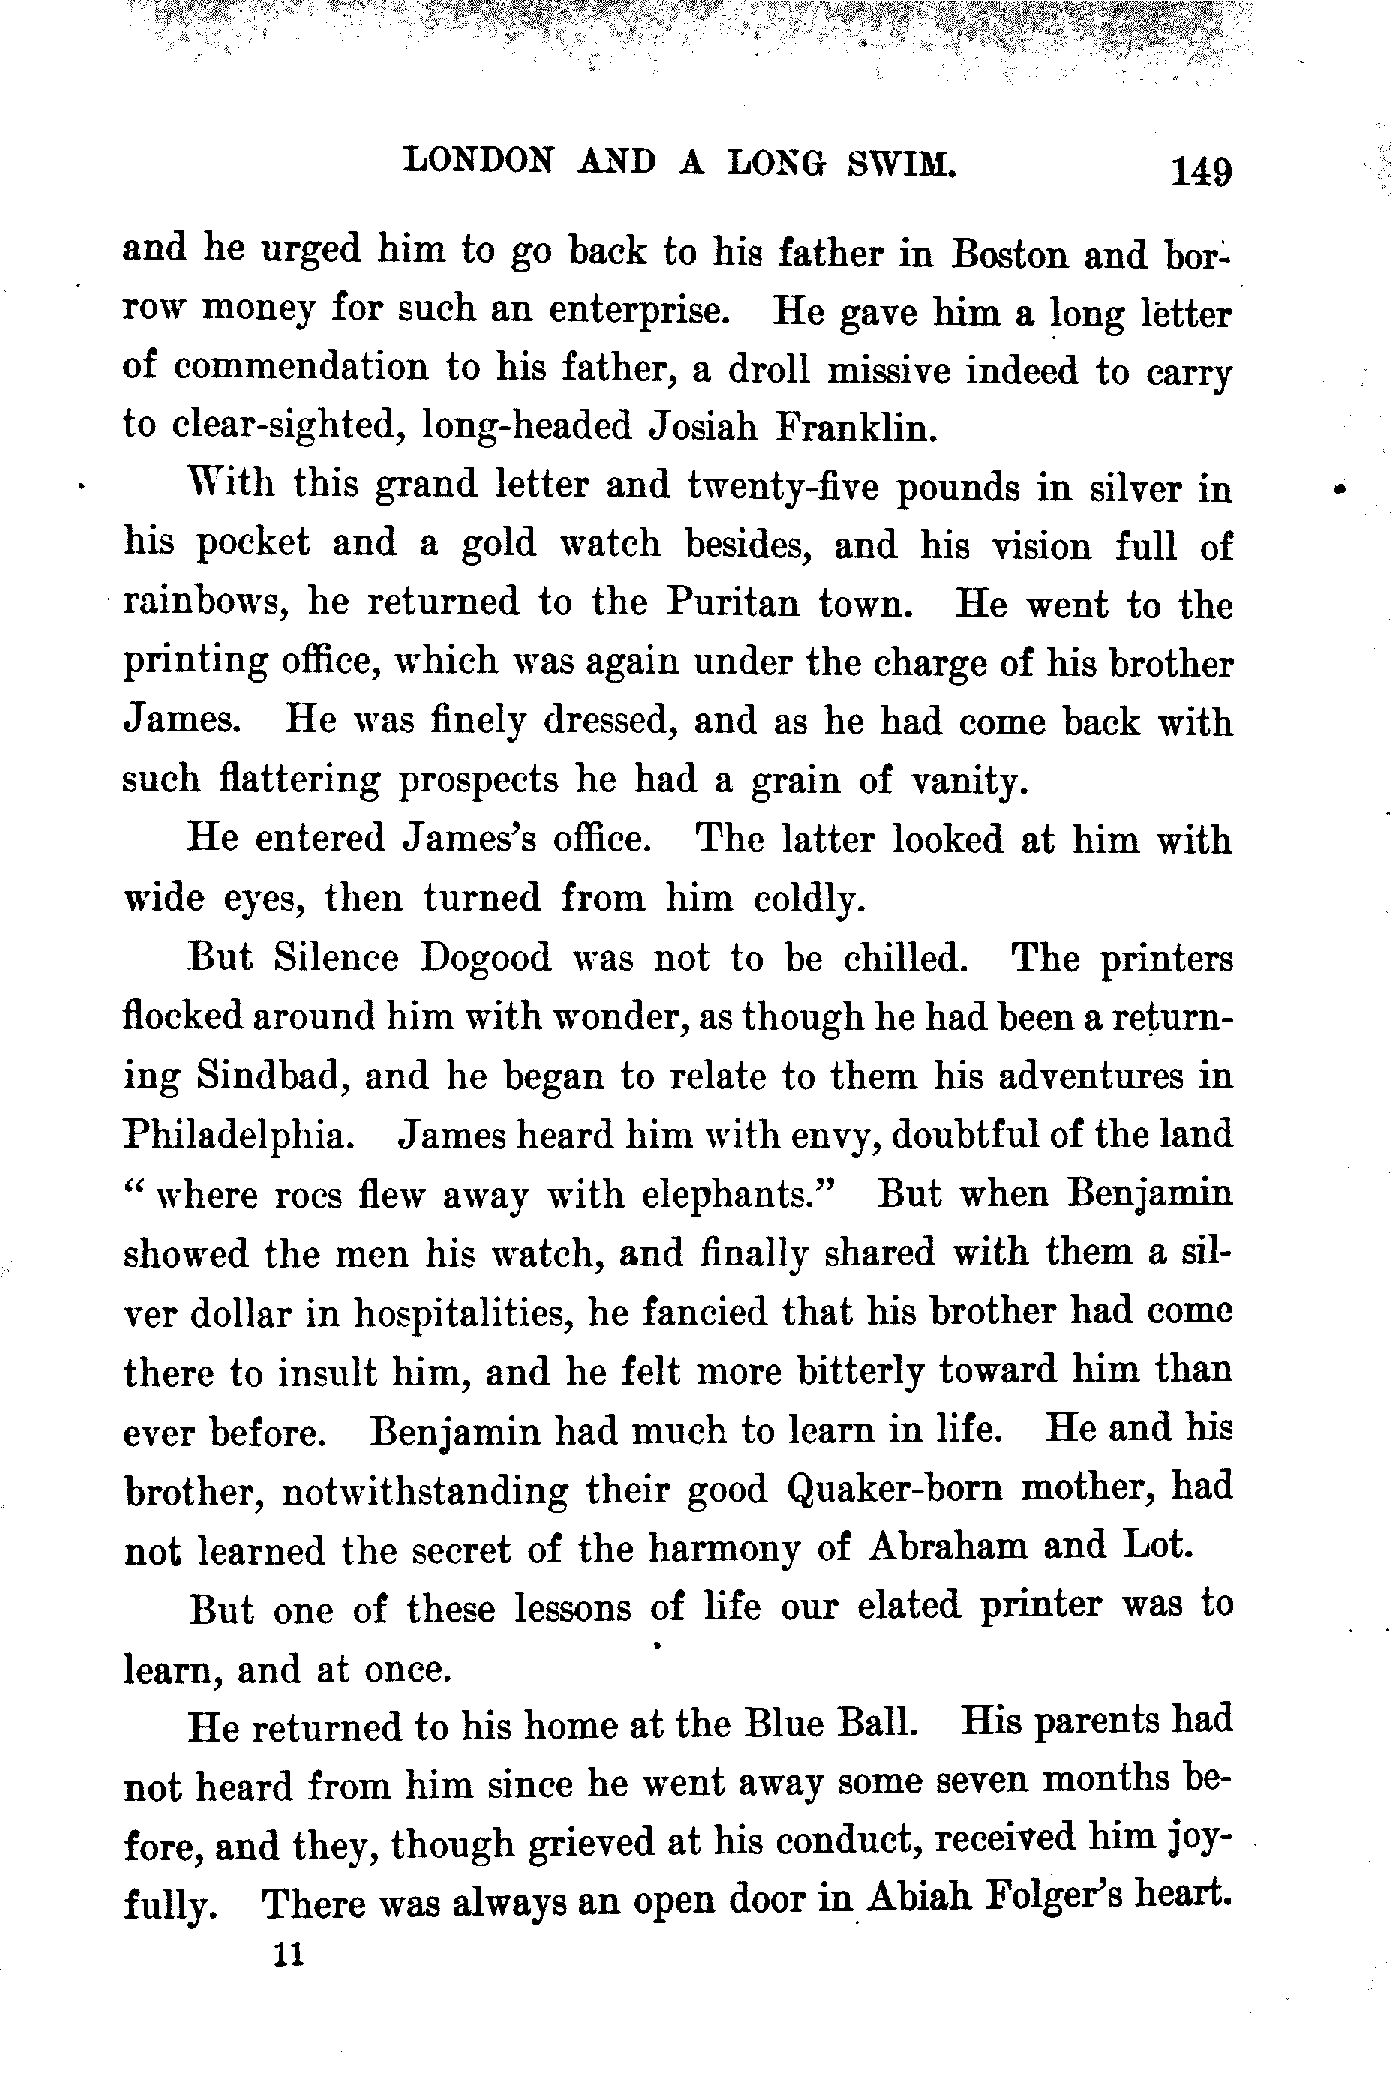 LONDON AND A LONG SWIM. 149
and he urged him to go back to his father in Boston and bor-
row money for such an enterprise. He gave him a long letter
of commendation to his father, a droll missive indeed to carry
to clear-sighted, long-headed Josiah Franklin.
With this grand letter and twenty-five pounds in silver in
his pocket and a gold watch besides, and his vision full of
rainbows, he returned to the Puritan town. He went to the
printing office, which was again under the charge of his brother
James. He was finely dressed, and as he had come back with
such flattering prospects he had a grain of vanity.
He entered James's office. The latter looked at him with
wide eyes, then turned from him coldly.
But Silence Dogood was not to be chilled. The printers
flocked around him with wonder, as though he had been a return-
ing Sindbad, and he began to relate to them his adventures in
Philadelphia. James heard him with envy, doubtful of the land
“ where rocs flew away with elephants.” But when Benjamin
showed the men his watch, and finally shared with them a sil-
ver dollar in hospitalities, he fancied that his brother had come
there to insult him, and he felt more bitterly toward him than
ever before. Benjamin had much to learn in life. He and his
brother, notwithstanding their good Quaker-born mother, had
not learned the secret of the harmony of Abraham and Lot.
But one of these lessons of life our elated printer was to
learn, and at once.
He returned to his home at the Blue Ball. His parents had
not heard from him since he went away some seven months be-
fore, and they, though grieved at his conduct, received him joy-
fully. There was always an open door in Abiah Folger's heart.
11